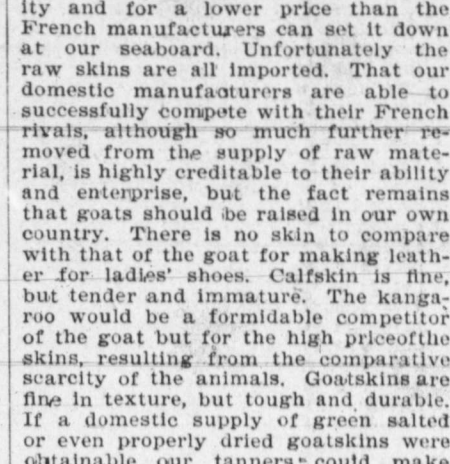 ity and for a lower price than the
French manufacturers can set it down
at our seaboard. Unfortunately the
raw skins are all imported. That our
domestic manufacturers are able to
successfully compete with their French
rivals, although so much further re-
moved from the supply of raw mate-
rial, is highly creditable to their ability
and enterprise, but the fact remains
that goats should be raised in our own
country. There is no skin to compare
with that of the goat for making leath-
er for ladies' shoes. Calfskin is fine,
but tender and immature. The kanga-
roo would be a formidable competitor
of the goat but for the high priceofthe
skins, resulting from the comparative
scarcity of the animals. Goatskins are
fine in texture, but tough and durable.
If a domestic supply of green salted
or even properly dried goatskins were
obtainable our tanners could make